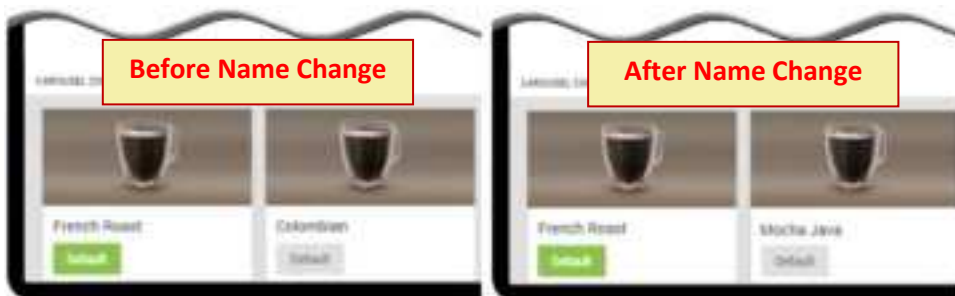 Before Name Change
French Roast
Colombian
Default
Default
After Name Change
French Roast
Mocha Java
Default
Default